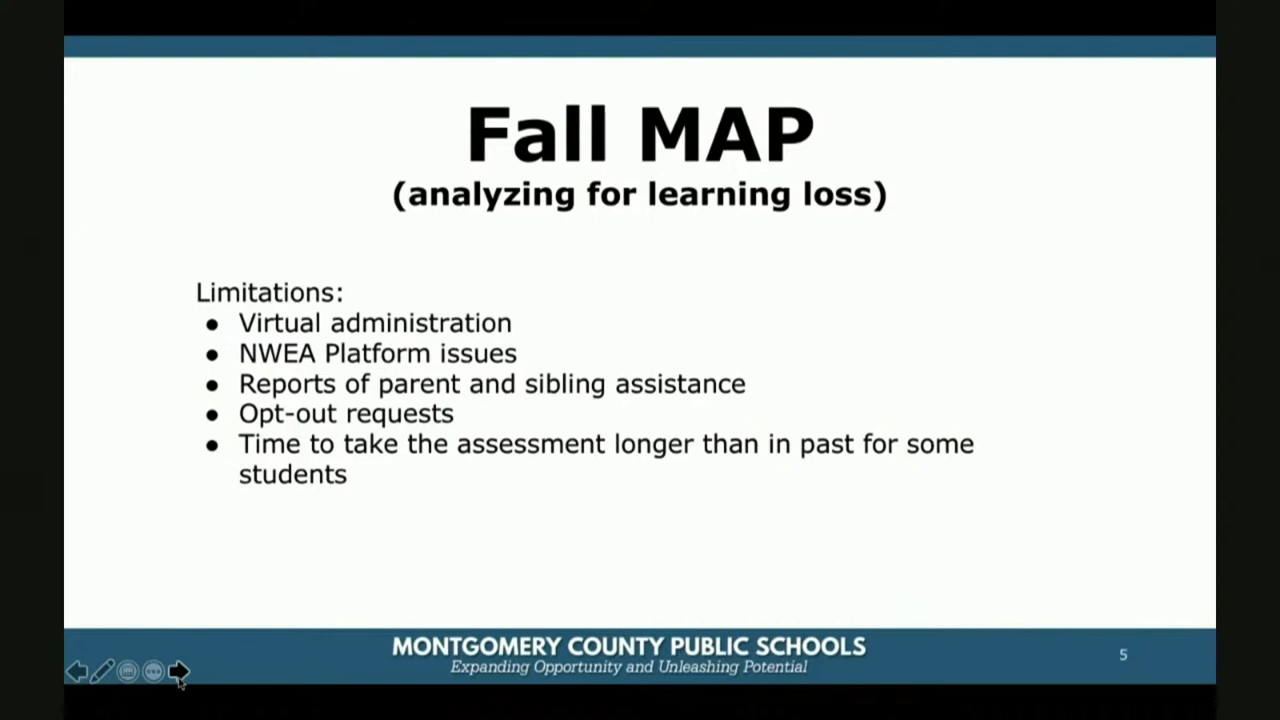 Fall MAP
(analyzing for learning loss)
Limitations:
● Virtual administration
● NWEA Platform issues
● Reports of parent and sibling assistance
● Opt-out requests
● Time to take the assessment longer than in past for some
students
MONTGOMERY COUNTY PUBLIC SCHOOLS
Expanding Opportunity and Unleashing Potential
5